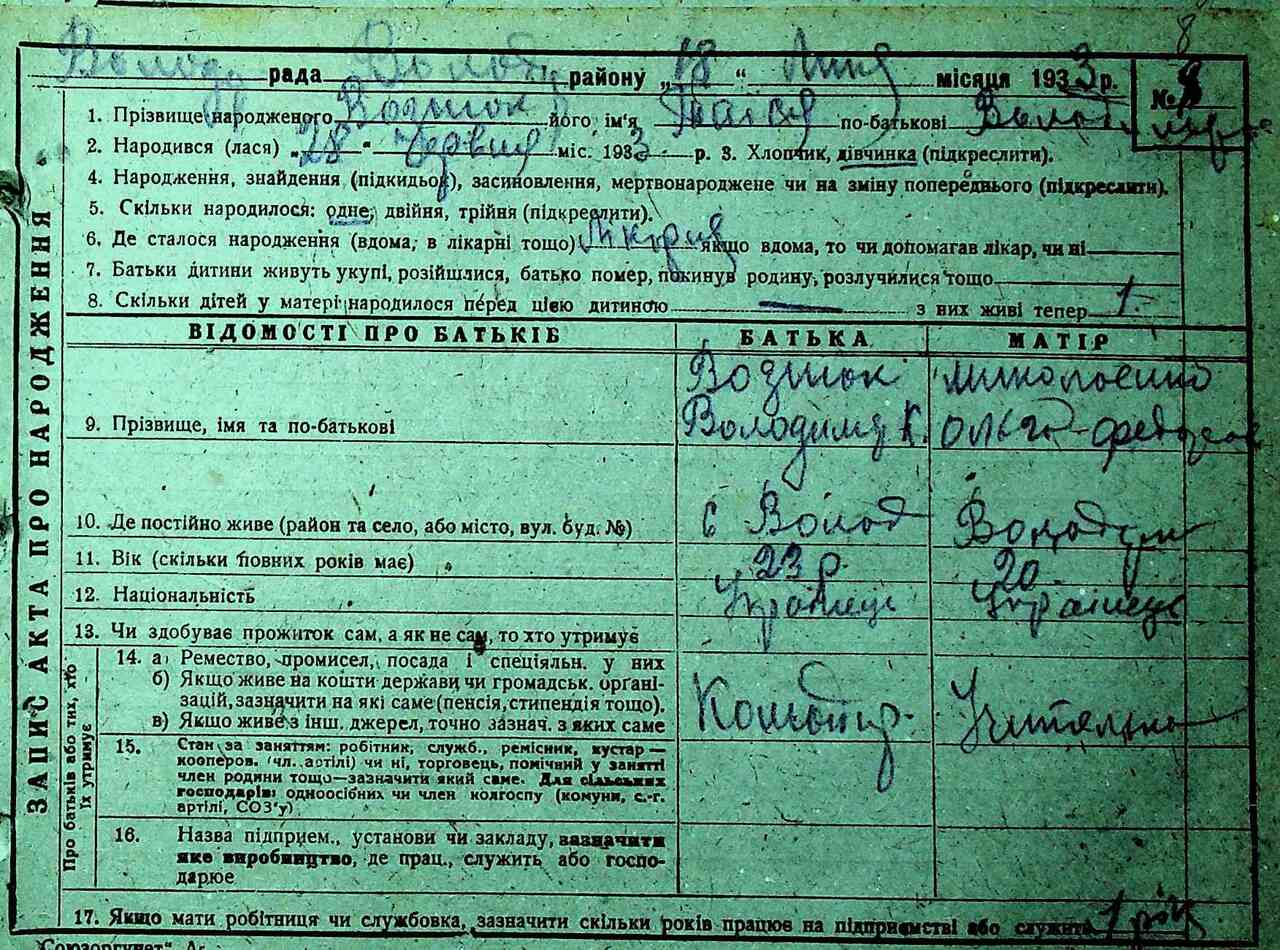 8
рада району „18“ Липня місяця 1933 р. № 8
1. Прізвище народженого його ім'я Таїса по-батькові
2. Народився (лася) „28“ Червня міс. 1933 р. 3. Хлопчик, дівчинка (підкреслити).
4. Народження, знайдення (підкидьок), засиновлення, мертвонароджене чи на зміну попереднього (підкреслити).
5. Скільки народилося: одне, двійня, трійня (підкреслити).
6. Де сталося народження (вдома, в лікарні тощо) якщо вдома, то чи допомагав лікар, чи ні
7. Батьки дитини живуть укупі, розійшлися, батько помер, покинув родину, розлучилися тощо
8. Скільки дітей у матері народилося перед цією дитиною — з них живі тепер 1.
ВІДОМОСТІ ПРО БАТЬКІВ БАТЬКА МАТІР
9. Прізвище, імя та по-батькові Володимир К. Ольга
10. Де постійно живе (район та село, або місто, вул. буд. №) с Волод
11. Вік (скільки повних років має) 23 р. 20.
12. Національність Українець Українець
13. Чи здобуває прожиток сам, а як не сам, то хто утримує
14. а) Ремество, промисел, посада і спеціяльн. у них
б) Якщо живе на кошти держави чи громадськ. орґані-
зацій, зазначити на які саме (пенсія, стипендія тощо).
в) Якщо живе з інш. джерел, точно зазнач. з яких саме Учителька
15. Стан за заняттям: робітник, служб., ремісник, кустар —
кооперов. (чл. артілі) чи ні, торговець, помічний у занятті
член родини тощо—зазначити який саме. Для сільських
господарів: одноосібних чи член колгоспу (комуни, с.-г.
артілі, СОЗ'у)
16. Назва підприєм., установи чи закладу, зазначити
яке виробництво, де прац., служить або госпо-
дарює
17. Якщо мати робітниця чи службовка, зазначити скільки років працює на підприємстві або служить 1 рік
ЗАПИС АКТА ПРО НАРОДЖЕННЯ
Про батьків або тих, хто
їх утримує
"Союзоргунет"